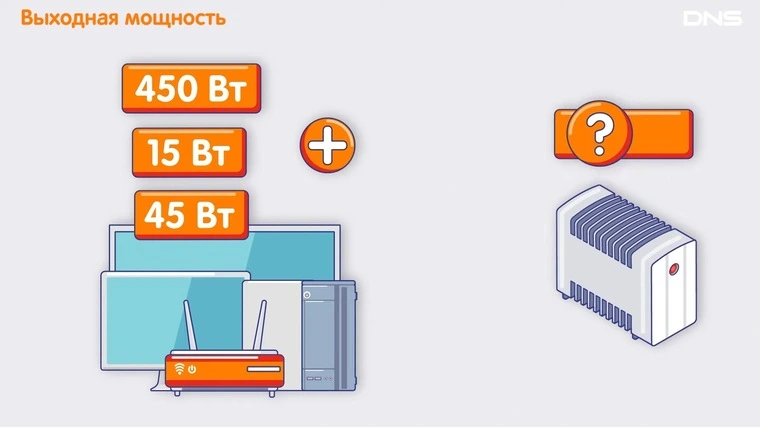 Выходная мощность
DNS
450 Вт
15 Вт
45 Вт
+
?